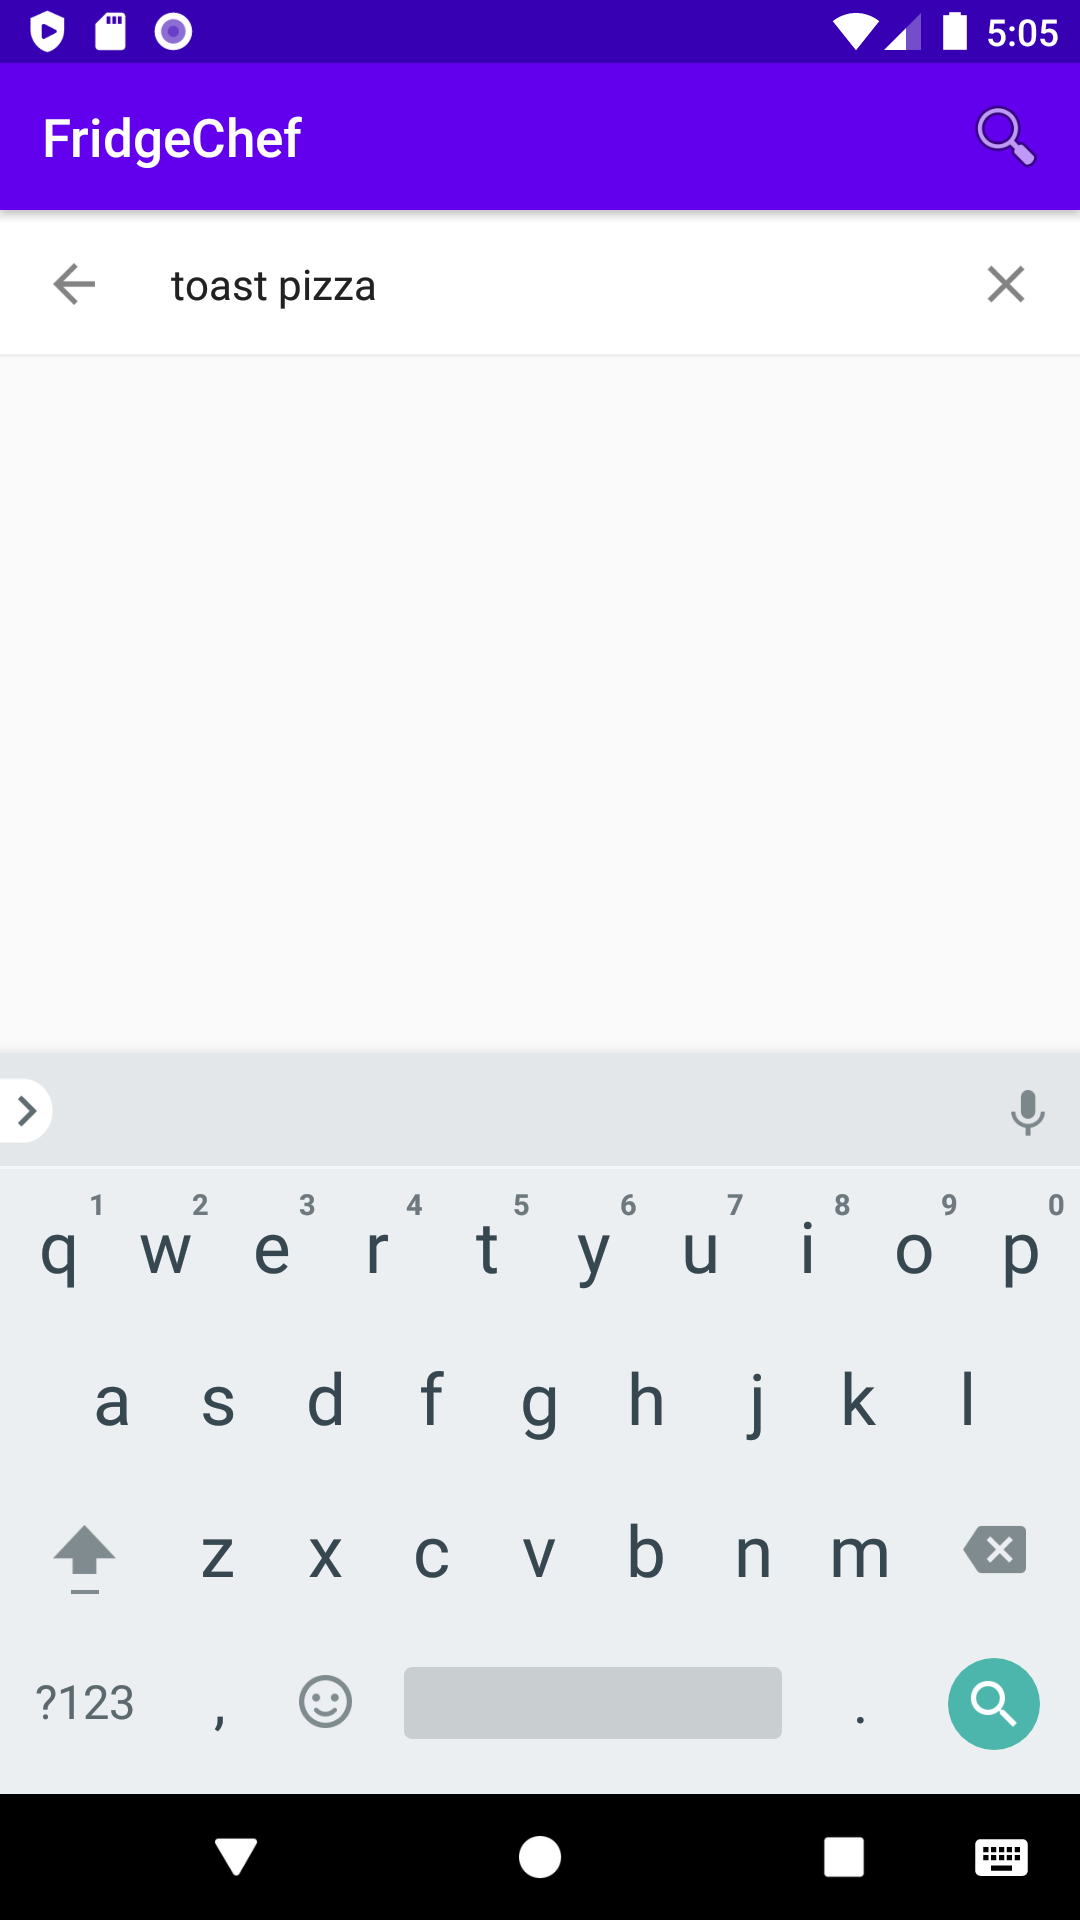 5:05
FridgeChef
toast pizza
1 2 3 4 5 6 7 8 9 0
q w e r t y u i o p
a s d f g h j k l
z x c v b n m
?123 , .